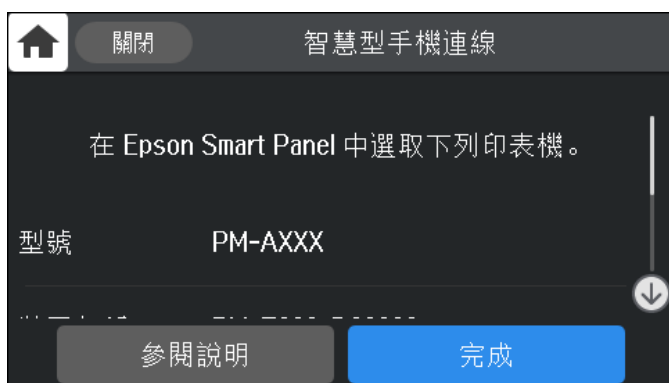 關閉
智慧型手機連線
在 Epson Smart Panel 中選取下列印表機。
型號 PM-AXXX
參閱說明
完成